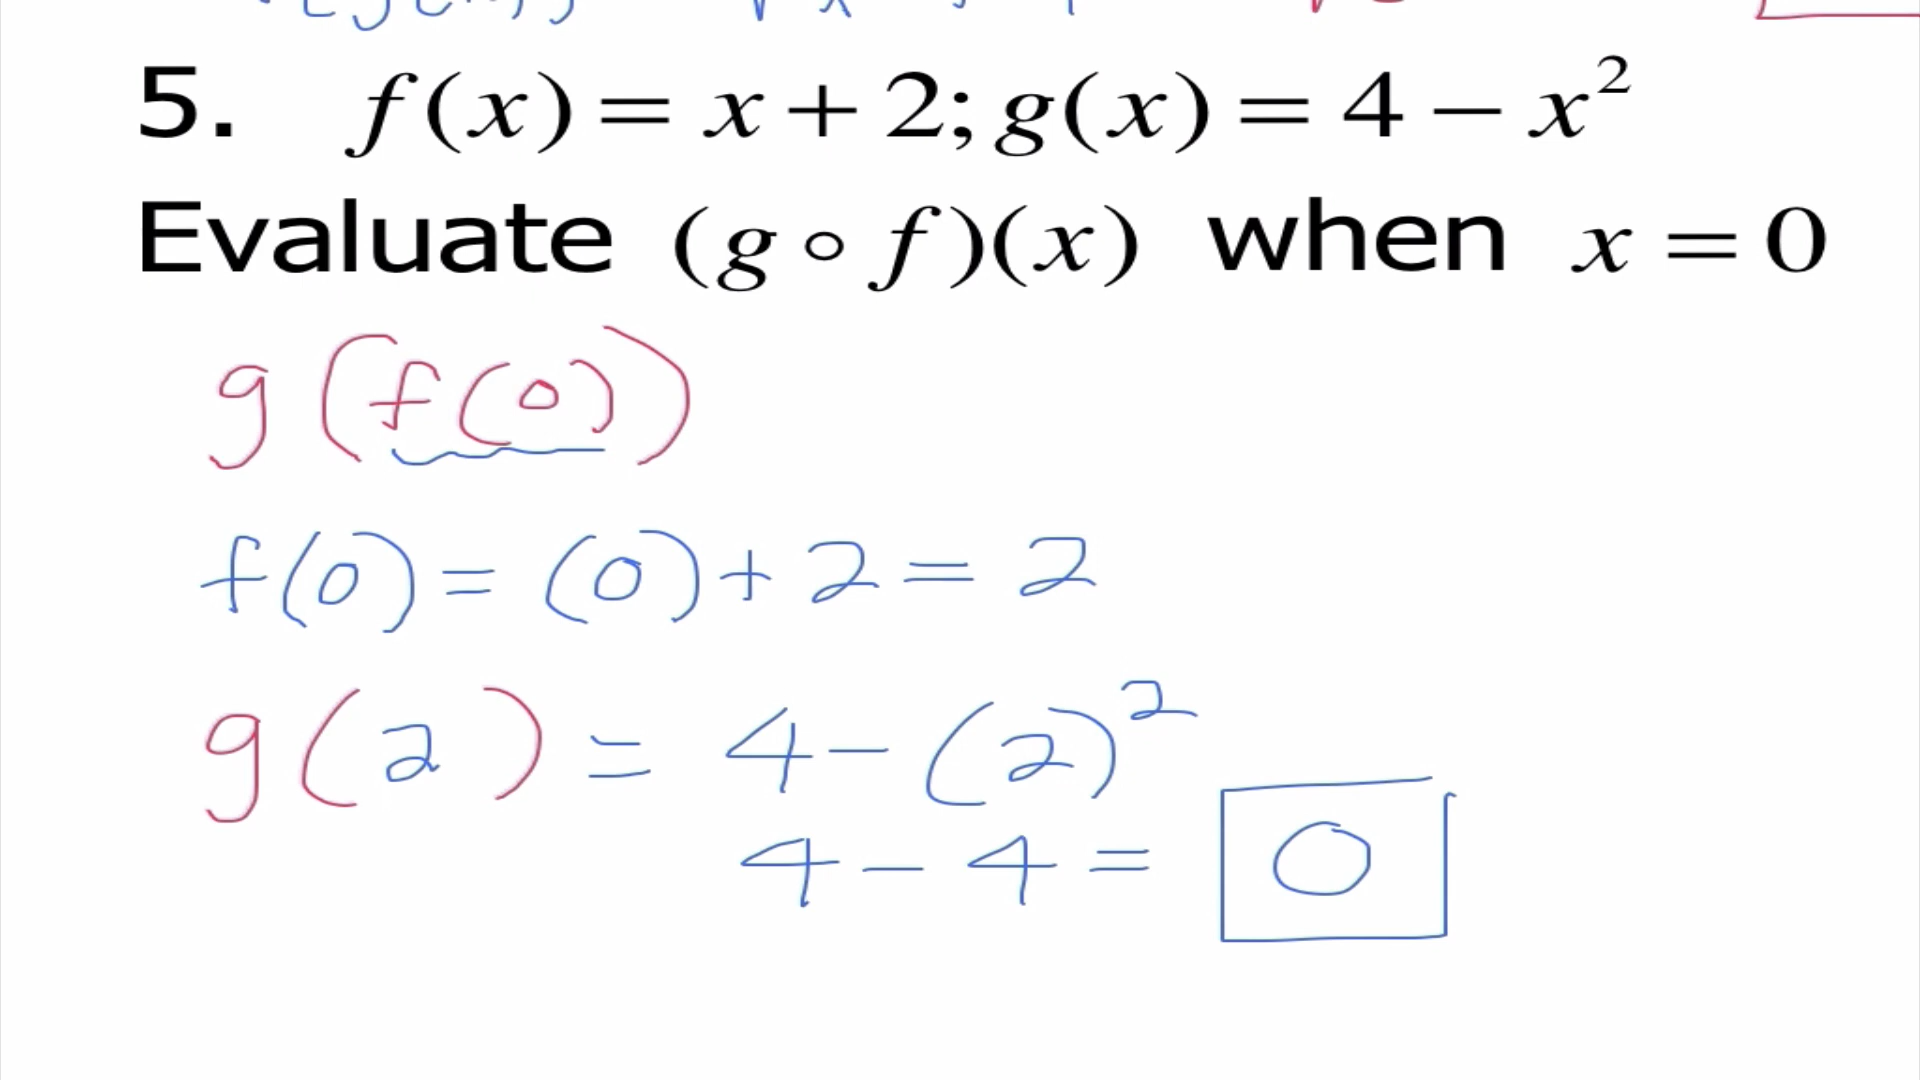 5. f(x) = x + 2; g(x) = 4 − x²
Evaluate (g ∘ f)(x) when x = 0
g(f(0))
f(0) = (0) + 2 = 2
g(2) = 4 − (2)²
4 − 4 = 0